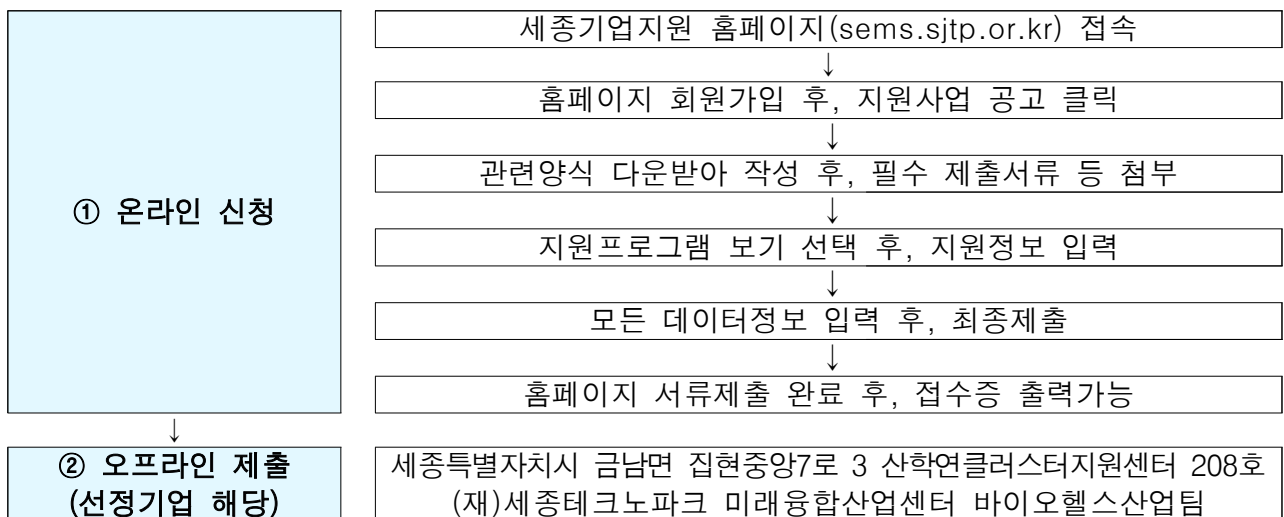 세종기업지원 홈페이지(sems.sjtp.or.kr) 접속
↓
홈페이지 회원가입 후, 지원사업 공고 클릭
↓
관련양식 다운받아 작성 후, 필수 제출서류 등 첨부
↓
① 온라인 신청
지원프로그램 보기 선택 후, 지원정보 입력
↓
모든 데이터정보 입력 후, 최종제출
↓
홈페이지 서류제출 완료 후, 접수증 출력가능
↓
② 오프라인 제출
(선정기업 해당)
세종특별자치시 금남면 집현중앙7로 3 산학연클러스터지원센터 208호
(재)세종테크노파크 미래융합산업센터 바이오헬스산업팀